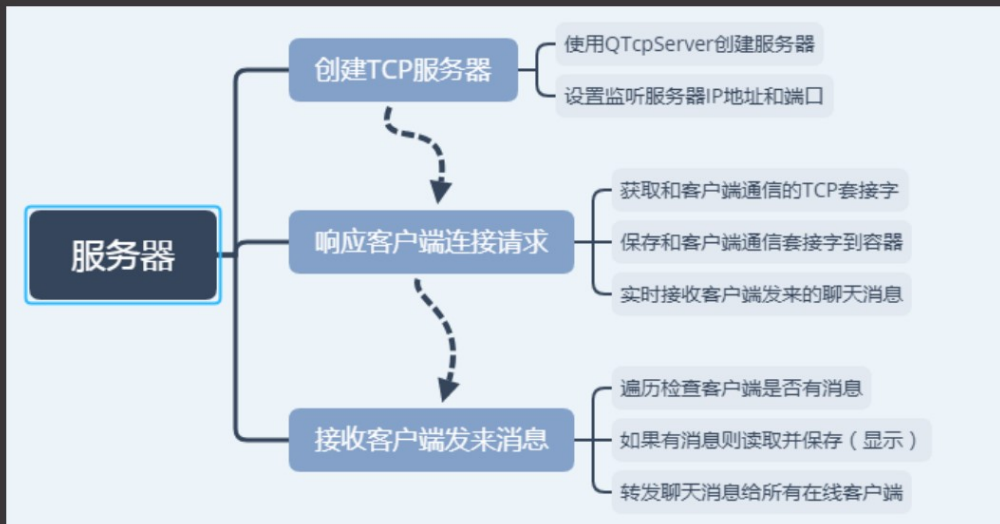 创建TCP服务器
使用QTcpServer创建服务器
设置监听服务器IP地址和端口
服务器
响应客户端连接请求
获取和客户端通信的TCP套接字
保存和客户端通信套接字到容器
实时接收客户端发来的聊天消息
接收客户端发来消息
遍历检查客户端是否有消息
如果有消息则读取并保存（显示）
转发聊天消息给所有在线客户端